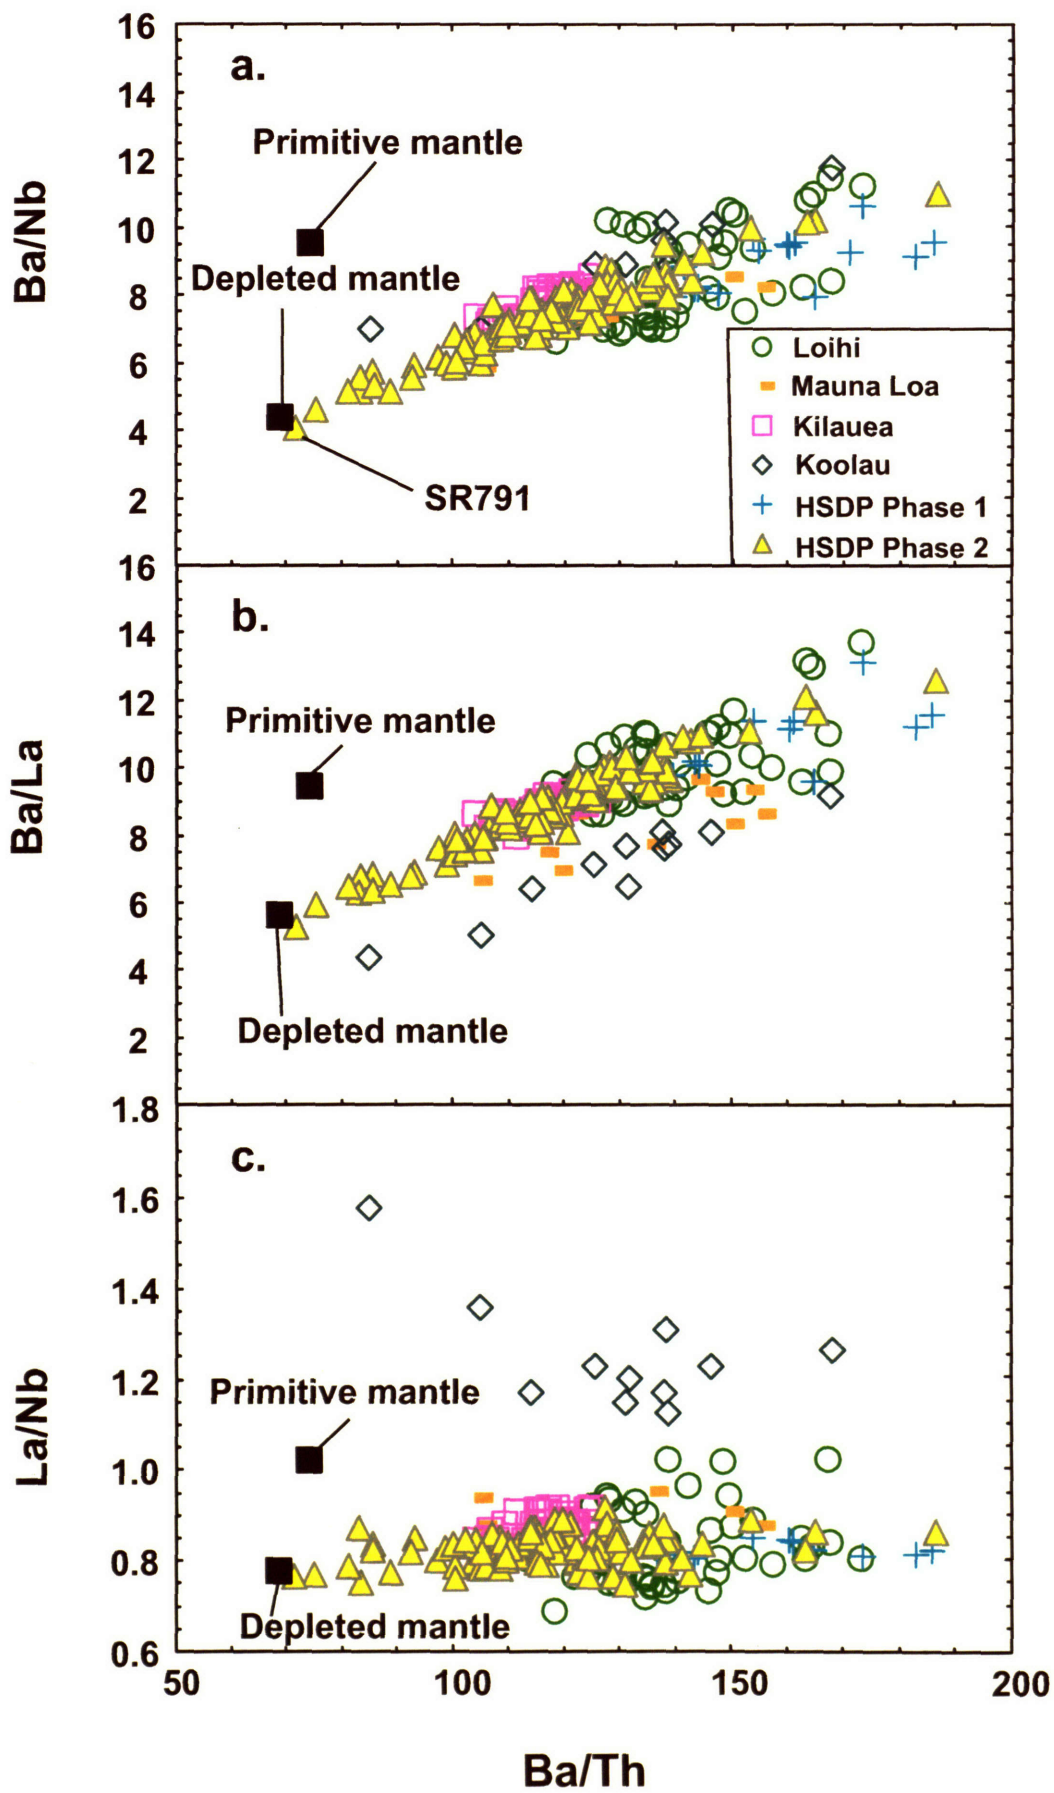 16
a.
14
Primitive mantle
12
Ba/Nb
10
Depleted mantle
8
Loihi
6
Mauna Loa
Kilauea
4
Koolau
SR791
2
HSDP Phase 1
HSDP Phase 2
16
b.
14
Primitive mantle
12
Ba/La
10
8
6
4
Depleted mantle
2
1.8
c.
1.6
1.4
Primitive mantle
1.2
La/Nb
1.0
0.8
Depleted mantle
0.6
50 100 150 200
Ba/Th